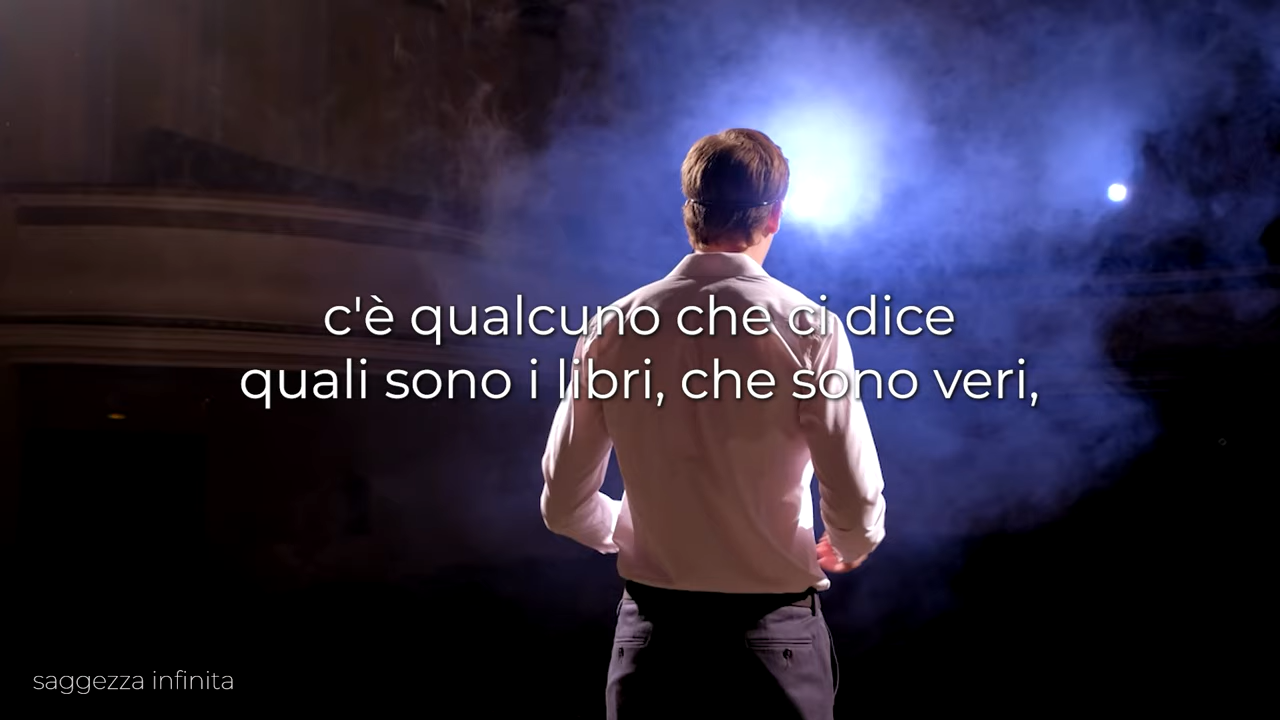 c'è qualcuno che ci dice
quali sono i libri, che sono veri,
saggezza infinita